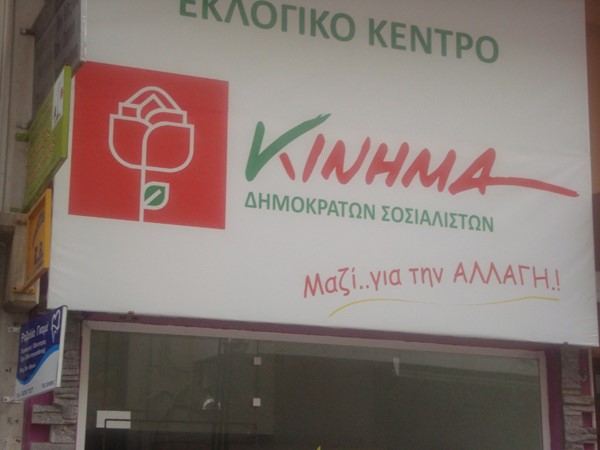 ΕΚΛΟΓΙΚΟ ΚΕΝΤΡΟ
ΚΙΝΗΜΑ
ΔΗΜΟΚΡΑΤΩΝ ΣΟΣΙΑΛΙΣΤΩΝ
Μαζί..για την ΑΛΛΑΓΗ.!